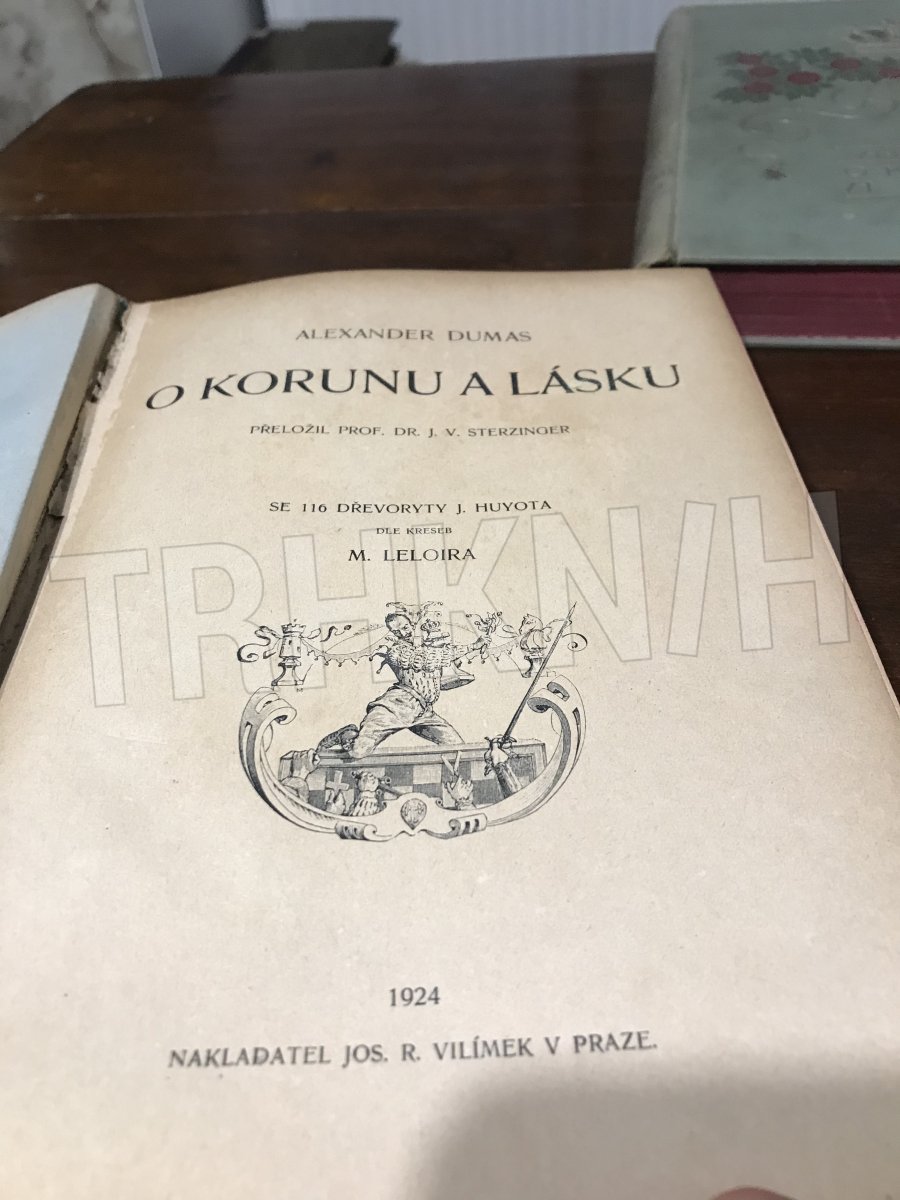 ALEXANDER DUMAS
O KORUNU A LÁSKU
PŘELOŽIL PROF. DR. J. V. STERZINGER
SE 116 DŘEVORYTY J. HUYOTA
DLE KRESEB
M. LELOIRA
TRHKNIH
1924
NAKLADATEL JOS. R. VILÍMEK V PRAZE.